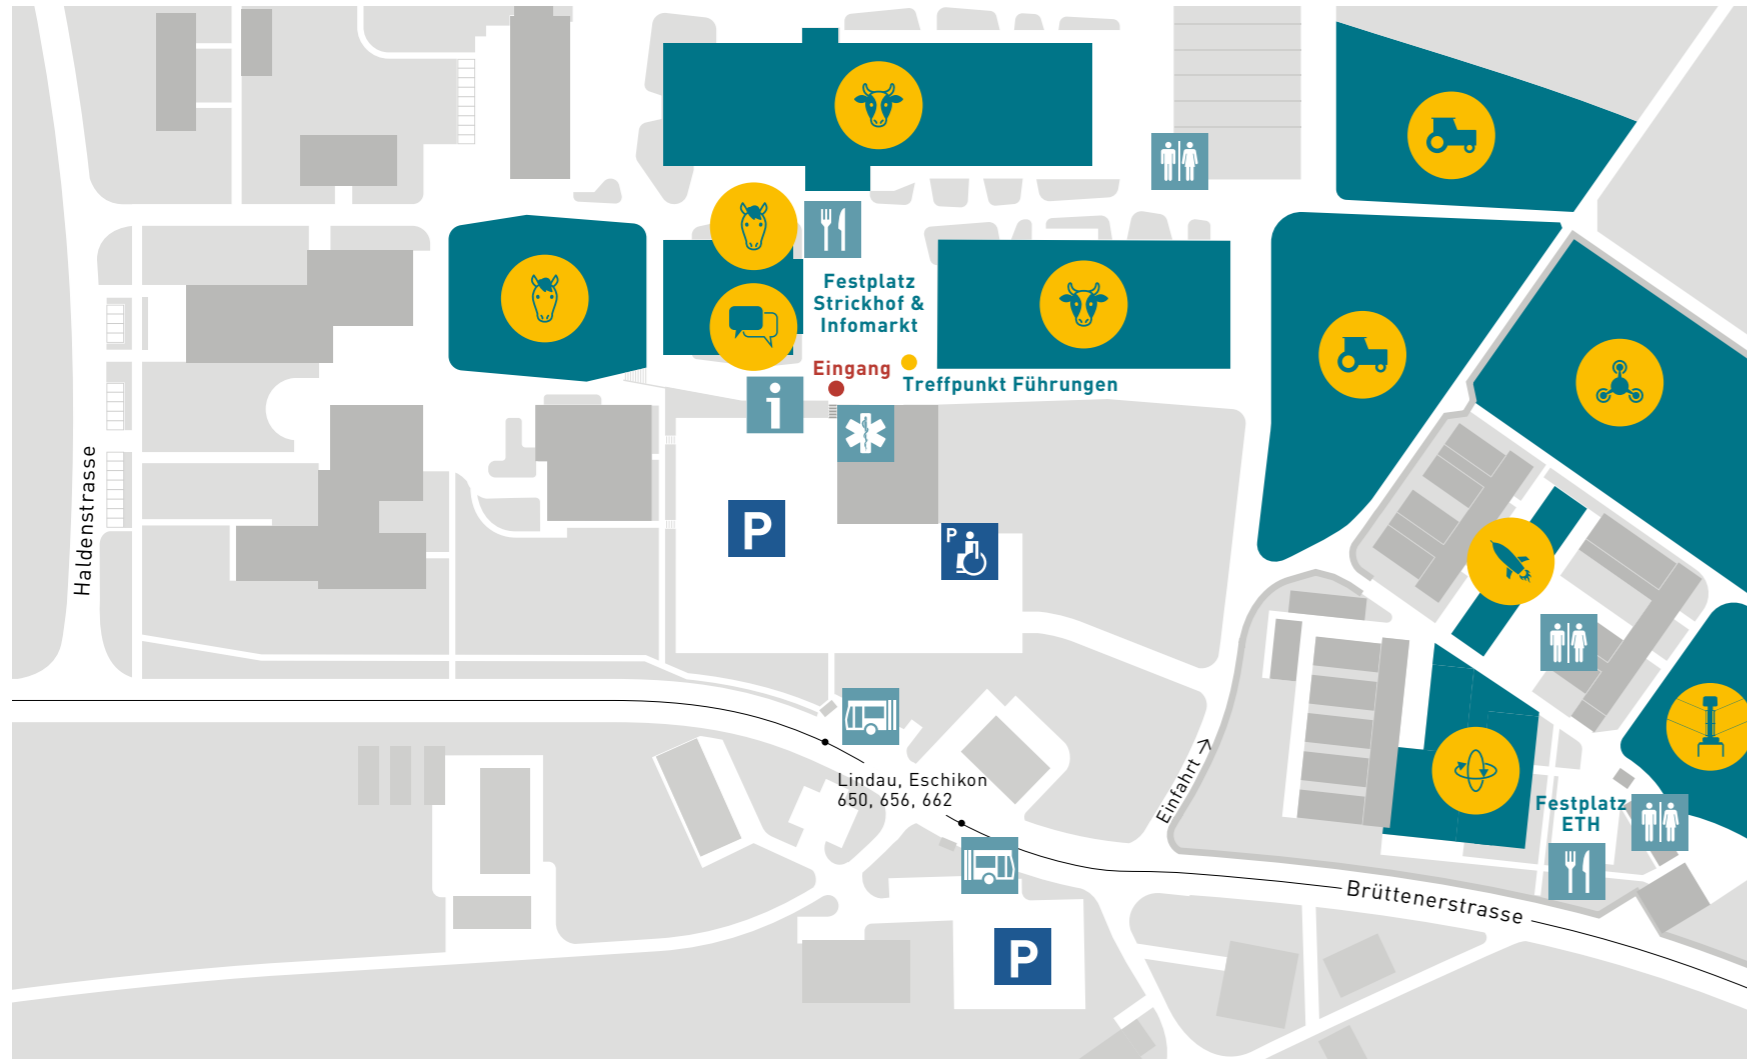 Festplatz
Strickhof &
Infomarkt
Eingang
Treffpunkt Führungen
i
Haldenstrasse
P
P
Lindau, Eschikon
650, 656, 662
Einfahrt
Festplatz
ETH
Brüttenerstrasse
P